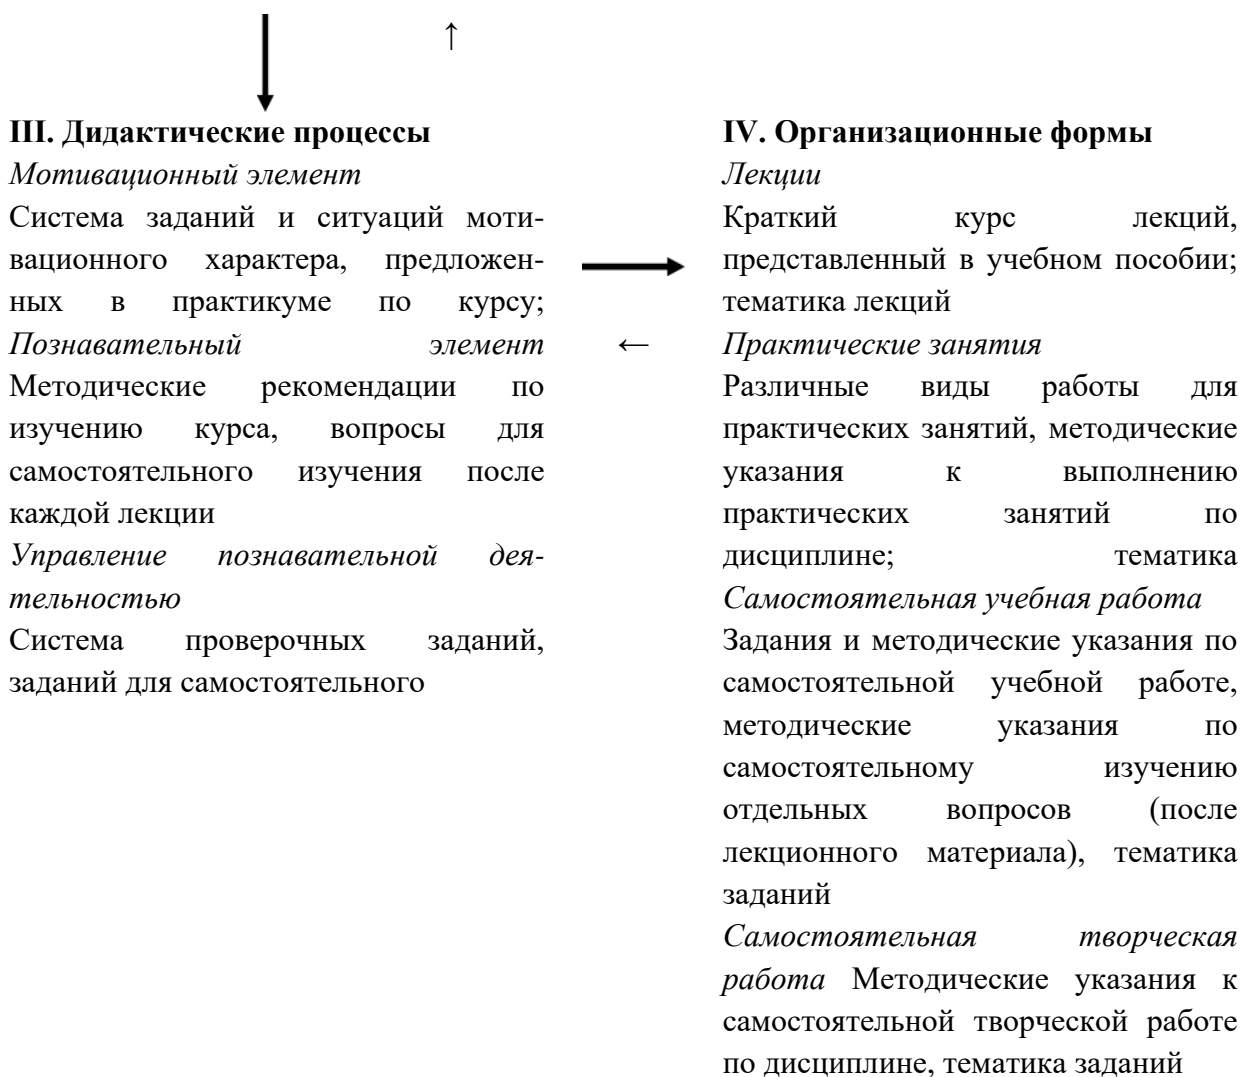 ↑
III. Дидактические процессы
Мотивационный элемент
Система заданий и ситуаций моти-
вационного характера, предложен-
ных в практикуме по курсу;
Познавательный элемент
Методические рекомендации по
изучению курса, вопросы для
самостоятельного изучения после
каждой лекции
Управление познавательной дея-
тельностью
Система проверочных заданий,
заданий для самостоятельного
←
IV. Организационные формы
Лекции
Краткий курс лекций,
представленный в учебном пособии;
тематика лекций
Практические занятия
Различные виды работы для
практических занятий, методические
указания к выполнению
практических занятий по
дисциплине; тематика
Самостоятельная учебная работа
Задания и методические указания по
самостоятельной учебной работе,
методические указания по
самостоятельному изучению
отдельных вопросов (после
лекционного материала), тематика
заданий
Самостоятельная творческая
работа Методические указания к
самостоятельной творческой работе
по дисциплине, тематика заданий